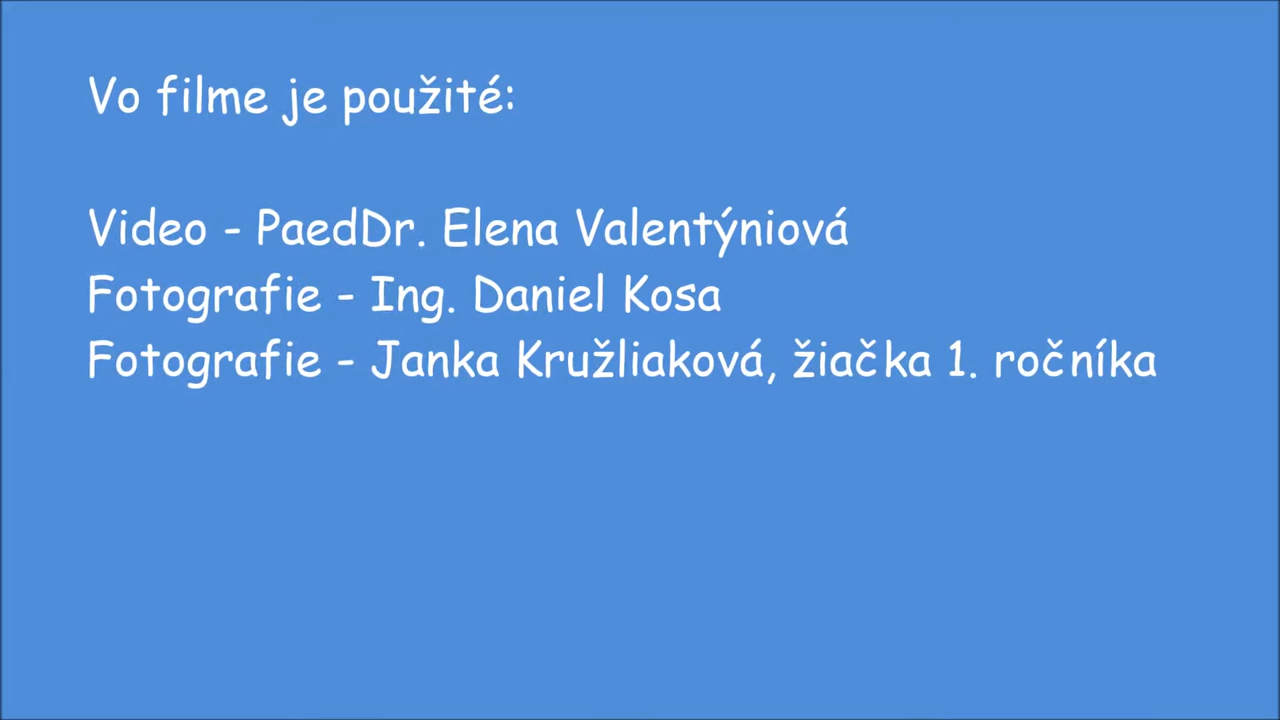 Vo filme je použité:
Video - PaedDr. Elena Valentýniová
Fotografie - Ing. Daniel Kosa
Fotografie - Janka Kružliaková, žiačka 1. ročníka